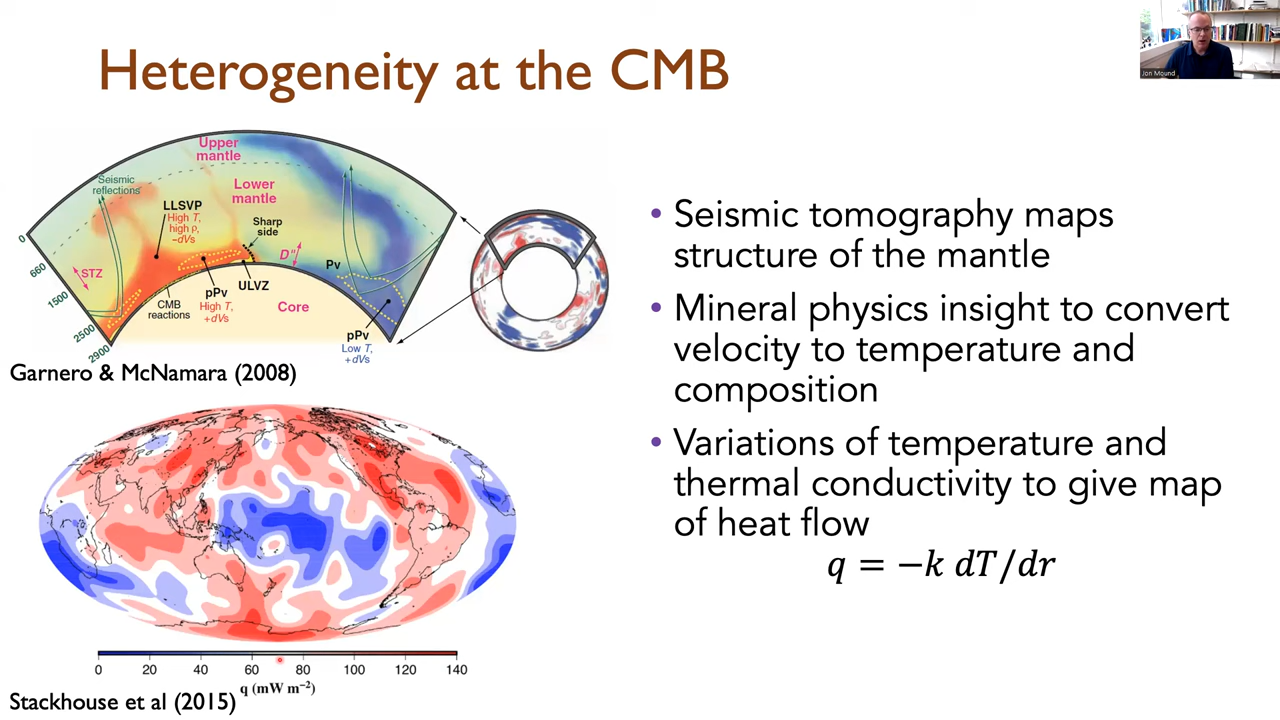 Heterogeneity at the CMB
Jon Mound
Upper
mantle
Seismic
reflections
Lower
mantle
LLSVP
High T,
high ρ,
−dVs
Sharp
side
0
660
1500
2500
2900
STZ
D"
Pv
CMB
reactions
pPv
High T,
+dVs
ULVZ
Core
pPv
Low T,
+dVs
Garnero & McNamara (2008)
0 20 40 60 80 100 120 140
q (mW m⁻²)
Stackhouse et al (2015)
• Seismic tomography maps
structure of the mantle
• Mineral physics insight to convert
velocity to temperature and
composition
• Variations of temperature and
thermal conductivity to give map
of heat flow
q = −k dT/dr